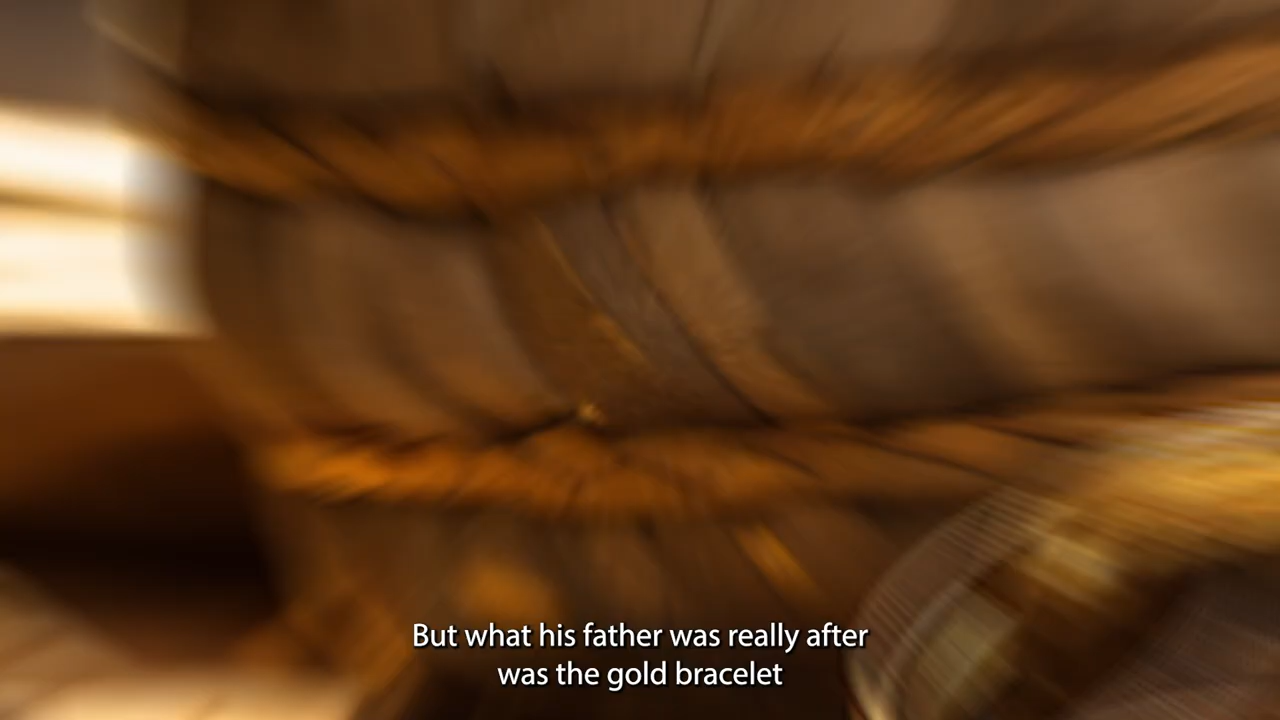 But what his father was really after
was the gold bracelet